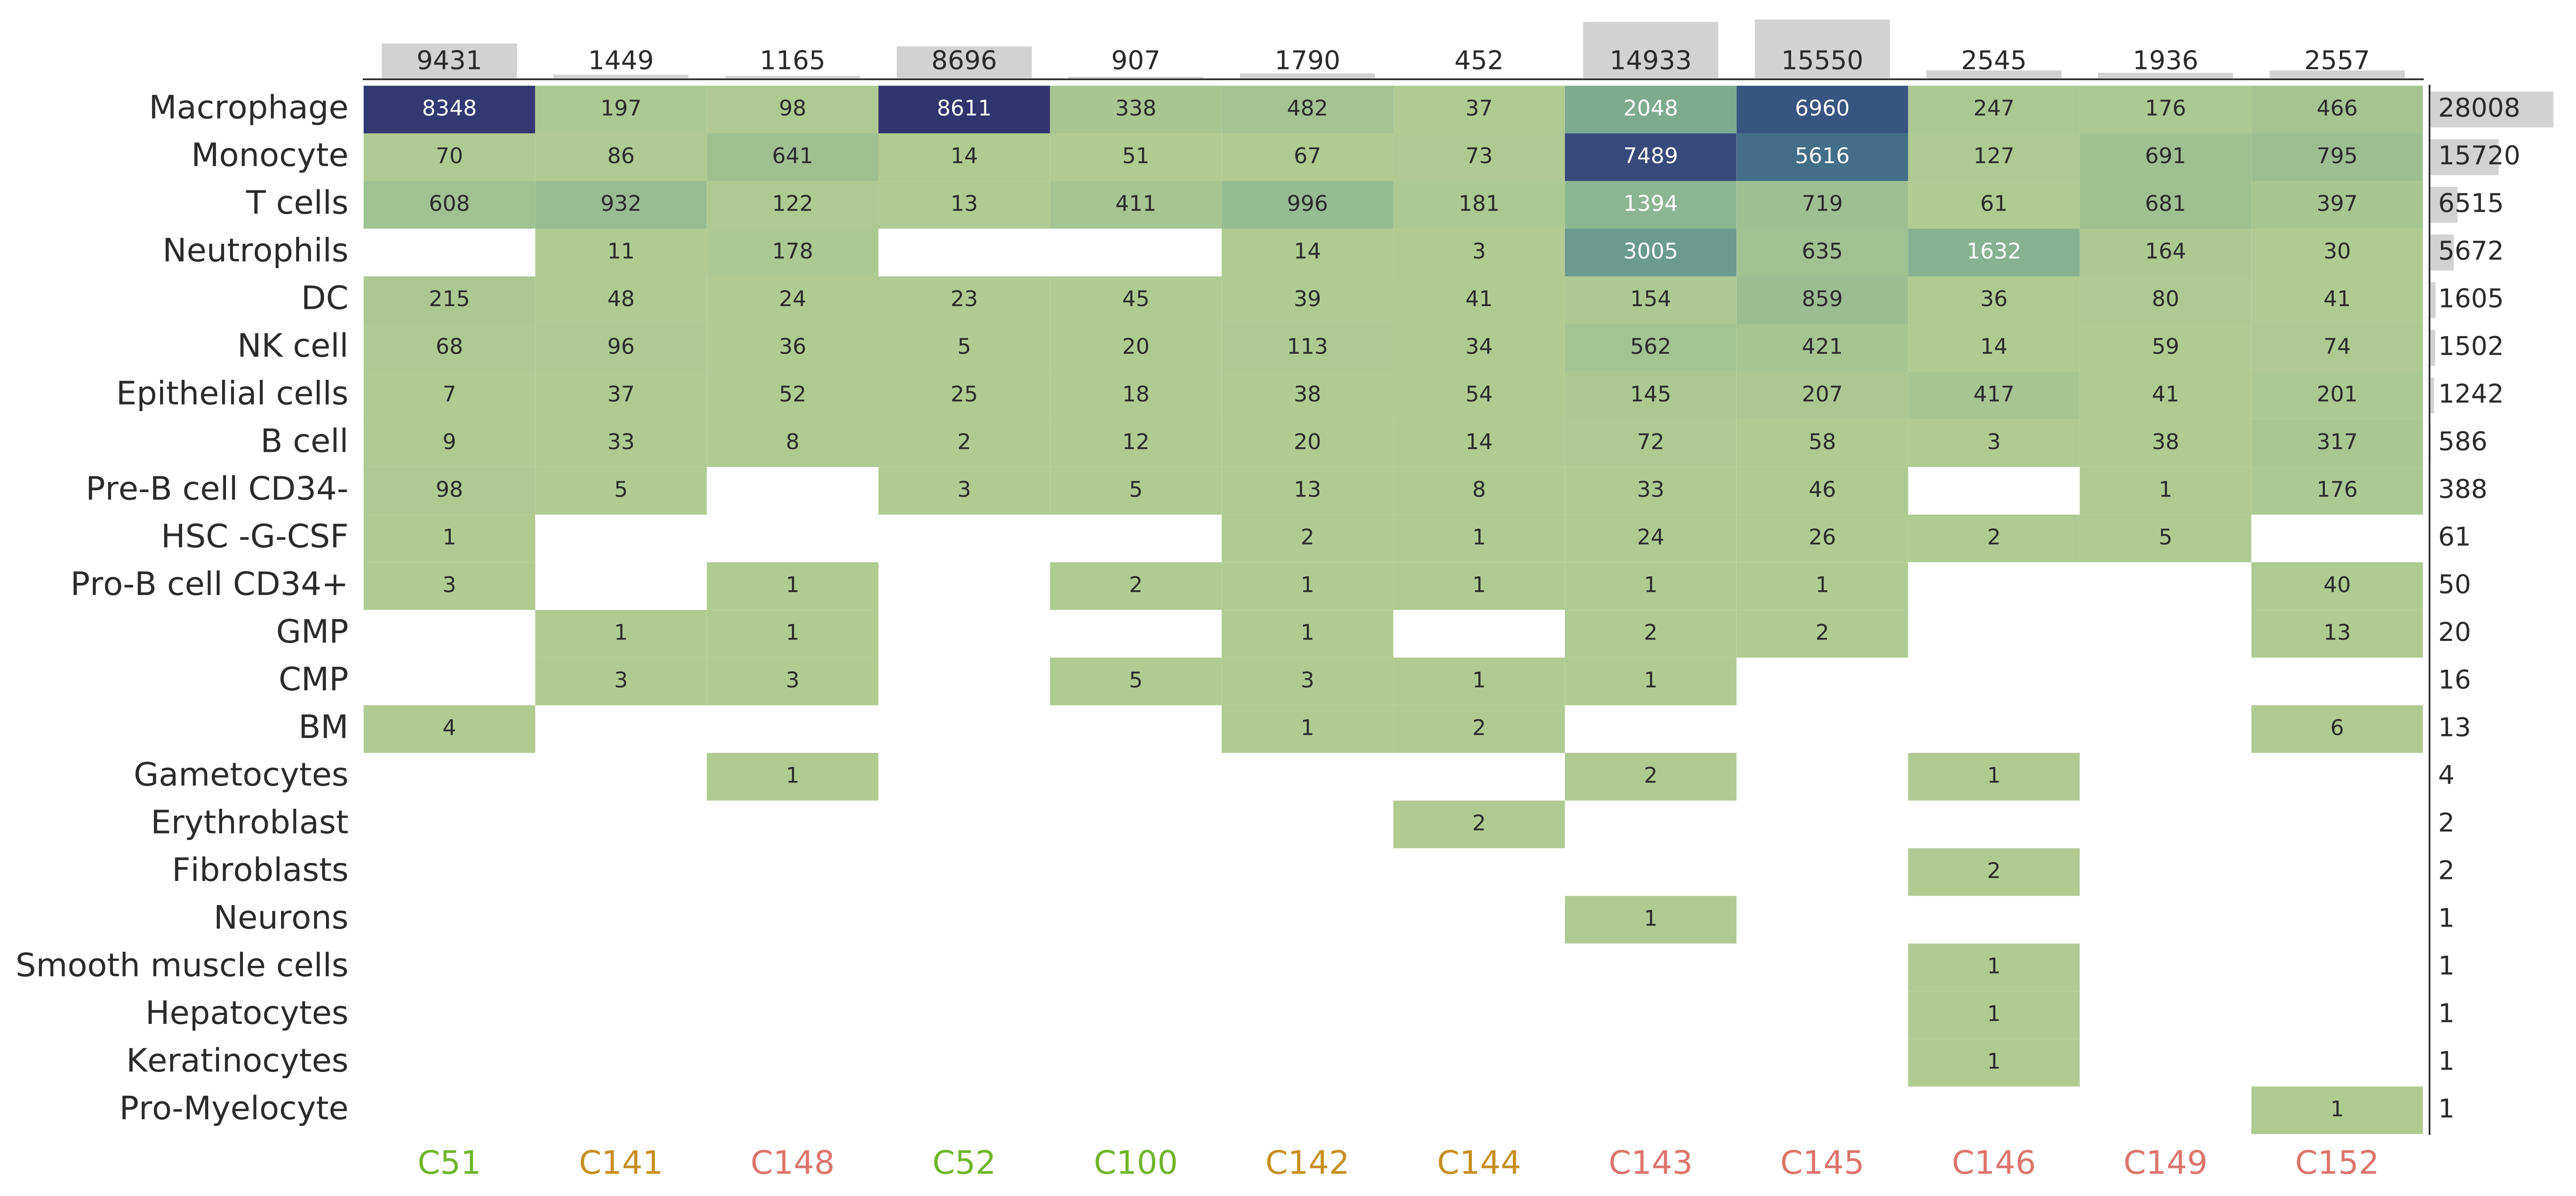 9431 1449 1165 8696 907 1790 452 14933 15550 2545 1936 2557
Macrophage 8348 197 98 8611 338 482 37 2048 6960 247 176 466 28008
Monocyte 70 86 641 14 51 67 73 7489 5616 127 691 795 15720
T cells 608 932 122 13 411 996 181 1394 719 61 681 397 6515
Neutrophils 11 178 14 3 3005 635 1632 164 30 5672
DC 215 48 24 23 45 39 41 154 859 36 80 41 1605
NK cell 68 96 36 5 20 113 34 562 421 14 59 74 1502
Epithelial cells 7 37 52 25 18 38 54 145 207 417 41 201 1242
B cell 9 33 8 2 12 20 14 72 58 3 38 317 586
Pre-B cell CD34- 98 5 3 5 13 8 33 46 1 176 388
HSC -G-CSF 1 2 1 24 26 2 5 61
Pro-B cell CD34+ 3 1 2 1 1 1 1 40 50
GMP 1 1 1 2 2 13 20
CMP 3 3 5 3 1 1 16
BM 4 1 2 6 13
Gametocytes 1 2 1 4
Erythroblast 2 2
Fibroblasts 2 2
Neurons 1 1
Smooth muscle cells 1 1
Hepatocytes 1 1
Keratinocytes 1 1
Pro-Myelocyte 1 1
C51 C141 C148 C52 C100 C142 C144 C143 C145 C146 C149 C152